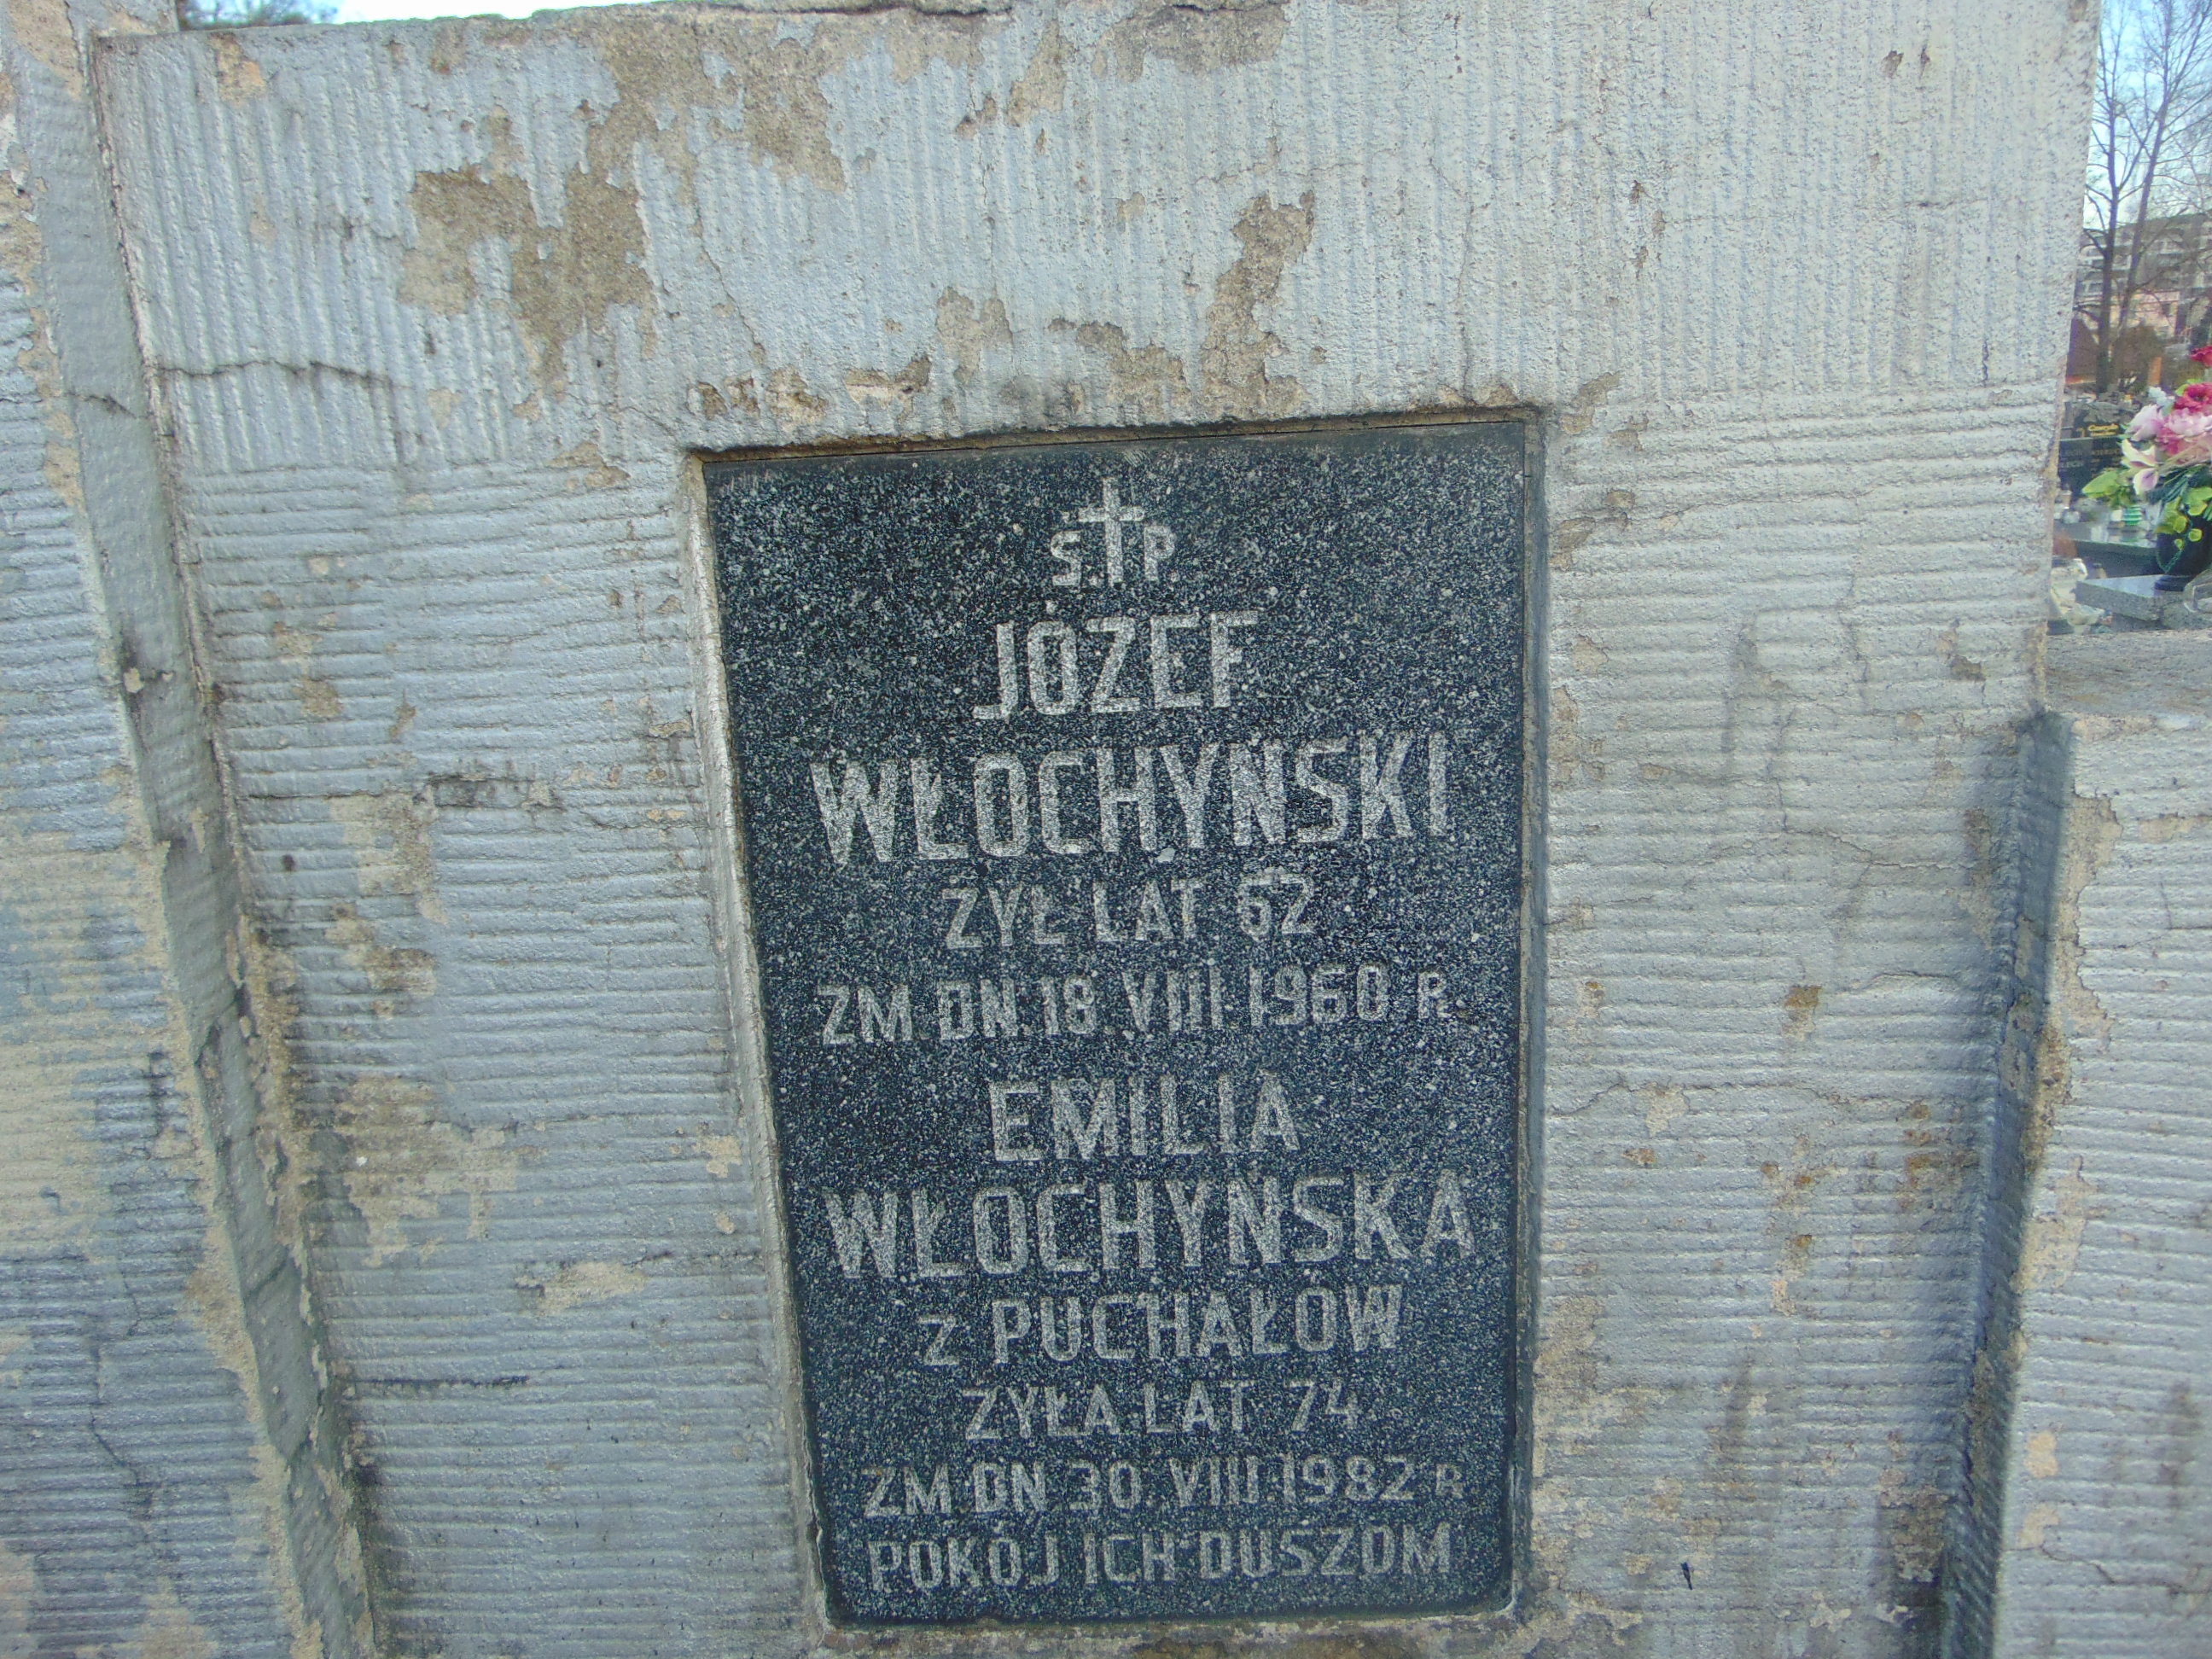 Ś.P.
JÓZEF
WŁOCHYŃSKI
ŻYŁ LAT 62
ZM. DN. 18. VIII. 1960 R.
EMILIA
WŁOCHYŃSKA
z PUCHAŁÓW
ŻYŁA LAT 74
ZM. DN. 30. VIII. 1982 R.
POKÓJ ICH DUSZOM